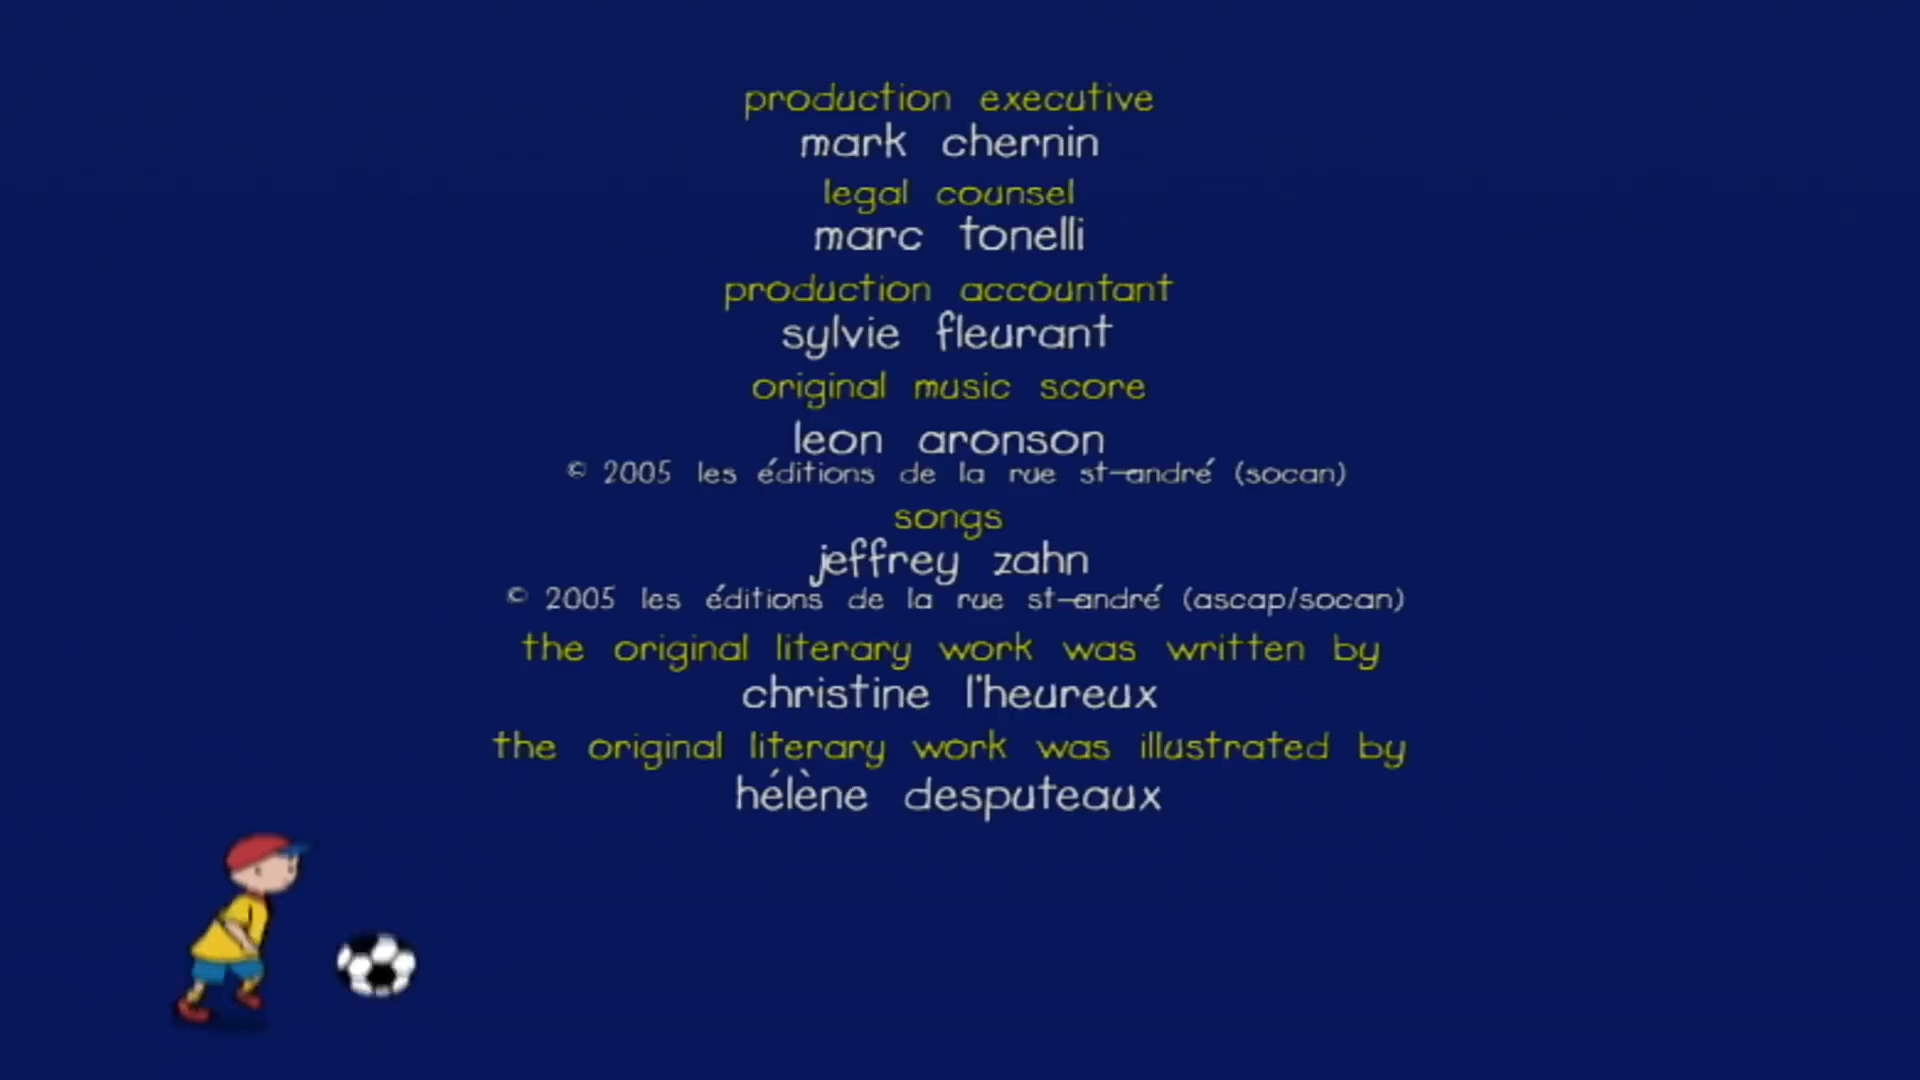 production executive
mark chernin
legal counsel
marc tonelli
production accountant
sylvie fleurant
original music score
leon aronson
© 2005 les éditions de la rue st-andré (socan)
songs
jeffrey zahn
© 2005 les éditions de la rue st-andré (ascap/socan)
the original literary work was written by
christine l'heureux
the original literary work was illustrated by
hélène desputeaux